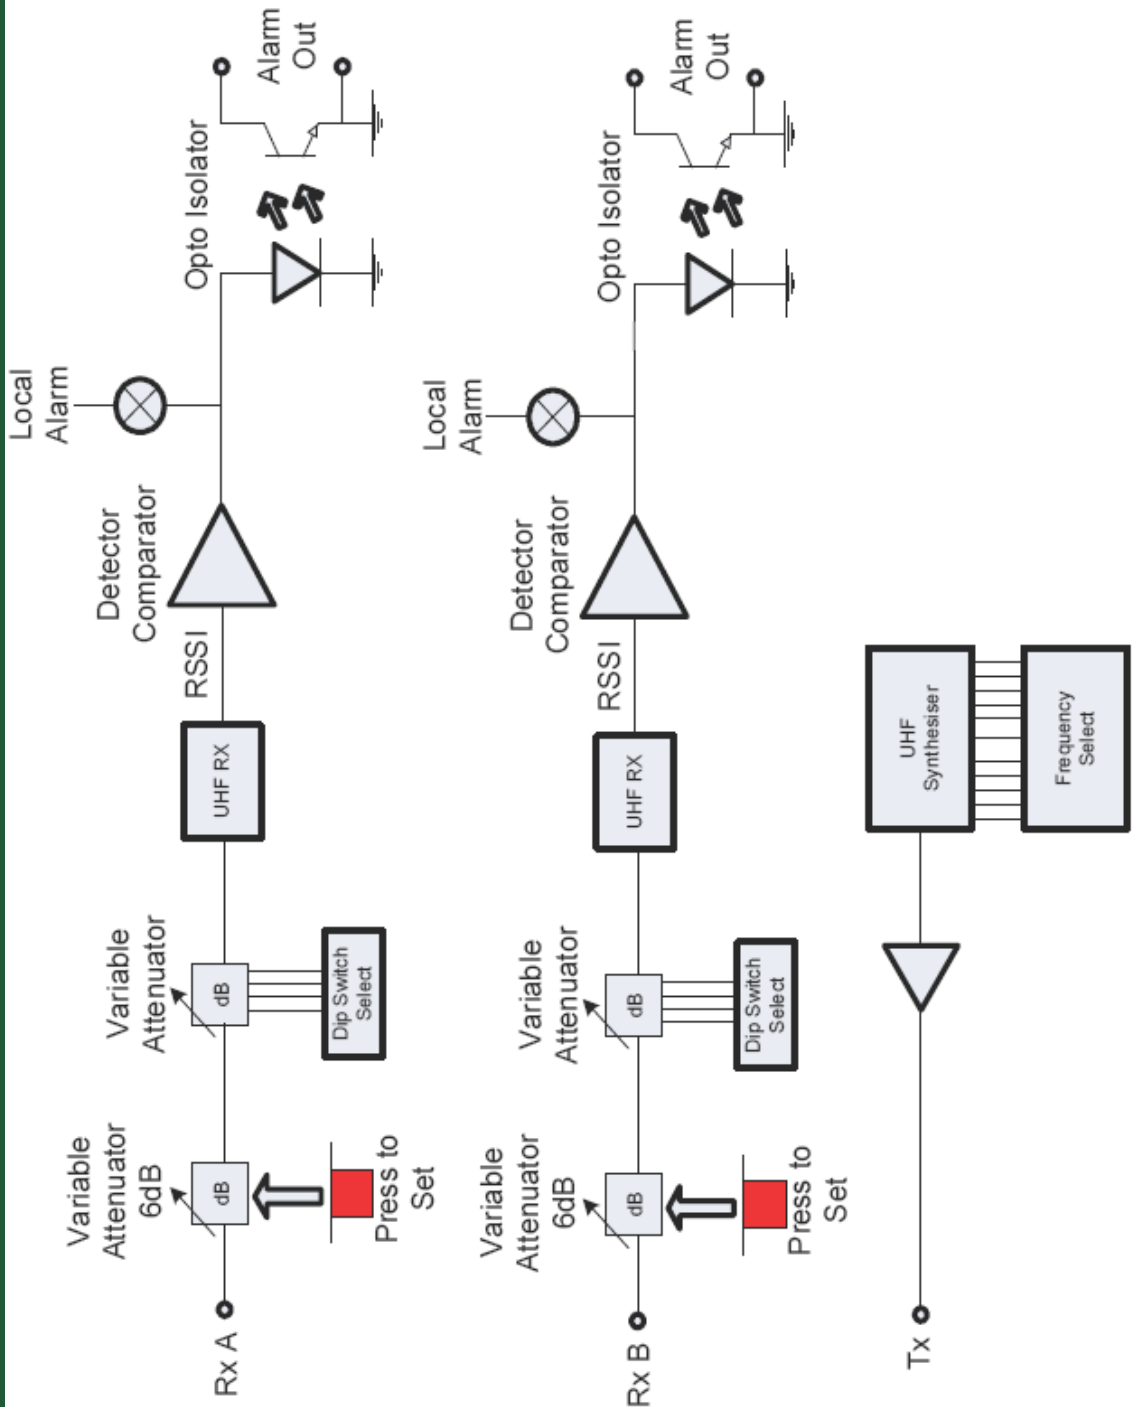 Rx A
Variable
Attenuator
6dB
dB
Press to
Set
Variable
Attenuator
dB
Dip Switch
Select
UHF RX
RSSI
Detector
Comparator
Local
Alarm
Opto Isolator
Alarm
Out
Rx B
Variable
Attenuator
6dB
dB
Press to
Set
Variable
Attenuator
dB
Dip Switch
Select
UHF RX
RSSI
Detector
Comparator
Local
Alarm
Opto Isolator
Alarm
Out
Tx
UHF
Synthesiser
Frequency
Select